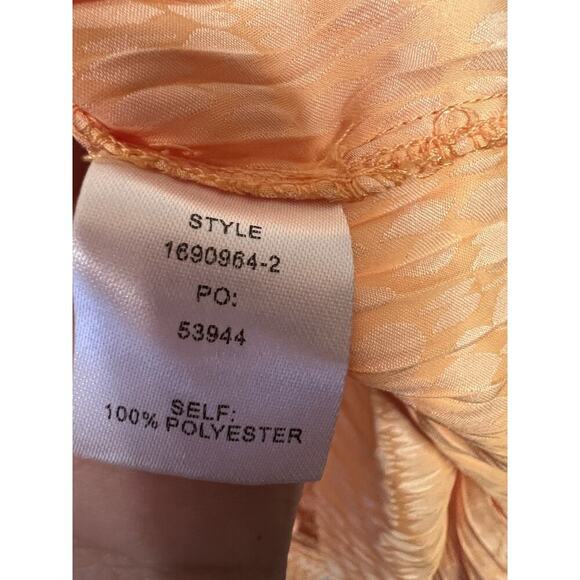 STYLE
1690964-2
PO:
53944
SELF:
100% POLYESTER